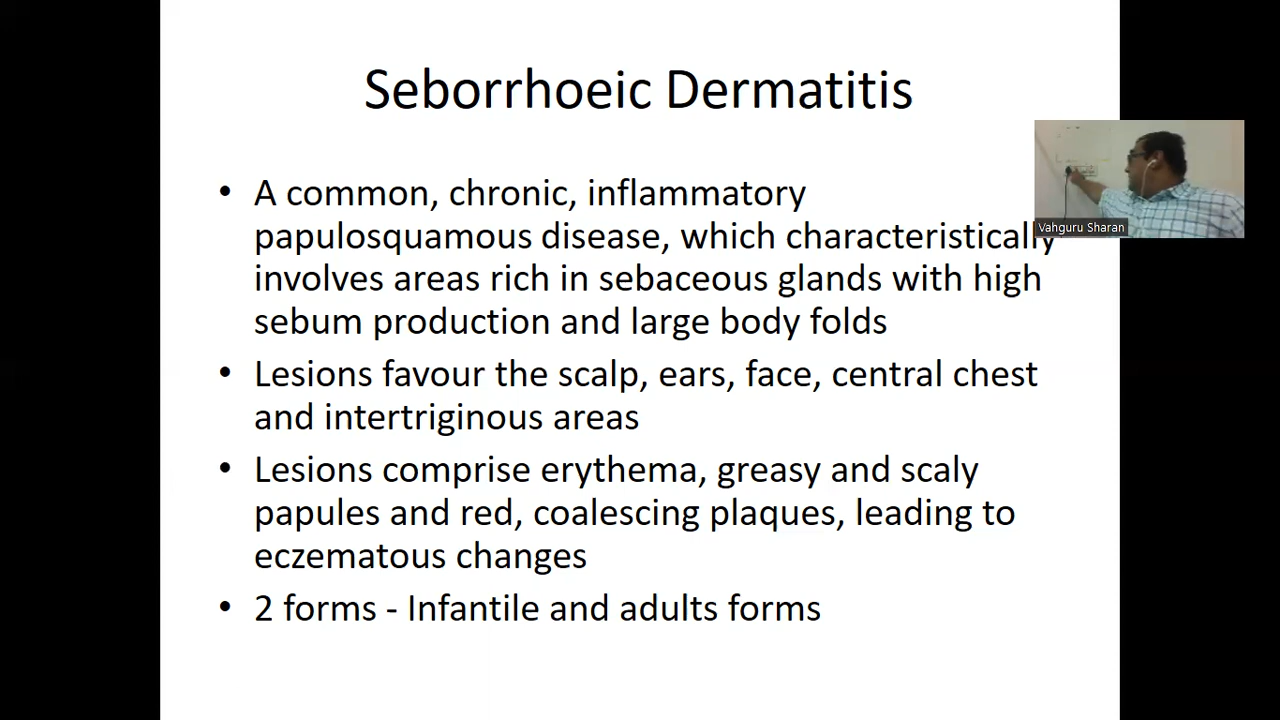 Seborrhoeic Dermatitis
• A common, chronic, inflammatory
papulosquamous disease, which characteristically
involves areas rich in sebaceous glands with high
sebum production and large body folds
• Lesions favour the scalp, ears, face, central chest
and intertriginous areas
• Lesions comprise erythema, greasy and scaly
papules and red, coalescing plaques, leading to
eczematous changes
• 2 forms - Infantile and adults forms
Vahguru Sharan